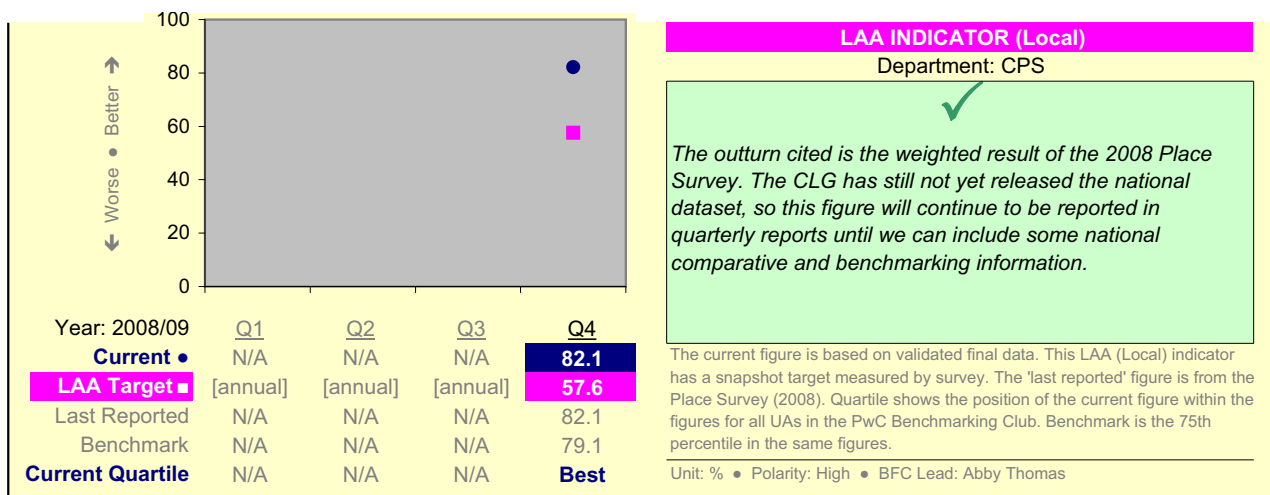 100
80
60
40
20
0
← Worse ● Better →
Year: 2008/09 Q1 Q2 Q3 Q4
Current ● N/A N/A N/A 82.1
LAA Target ■ [annual] [annual] [annual] 57.6
Last Reported N/A N/A N/A 82.1
Benchmark N/A N/A N/A 79.1
Current Quartile N/A N/A N/A Best
LAA INDICATOR (Local)
Department: CPS
✓
The outturn cited is the weighted result of the 2008 Place
Survey. The CLG has still not yet released the national
dataset, so this figure will continue to be reported in
quarterly reports until we can include some national
comparative and benchmarking information.
The current figure is based on validated final data. This LAA (Local) indicator
has a snapshot target measured by survey. The 'last reported' figure is from the
Place Survey (2008). Quartile shows the position of the current figure within the
figures for all UAs in the PwC Benchmarking Club. Benchmark is the 75th
percentile in the same figures.
Unit: % ● Polarity: High ● BFC Lead: Abby Thomas